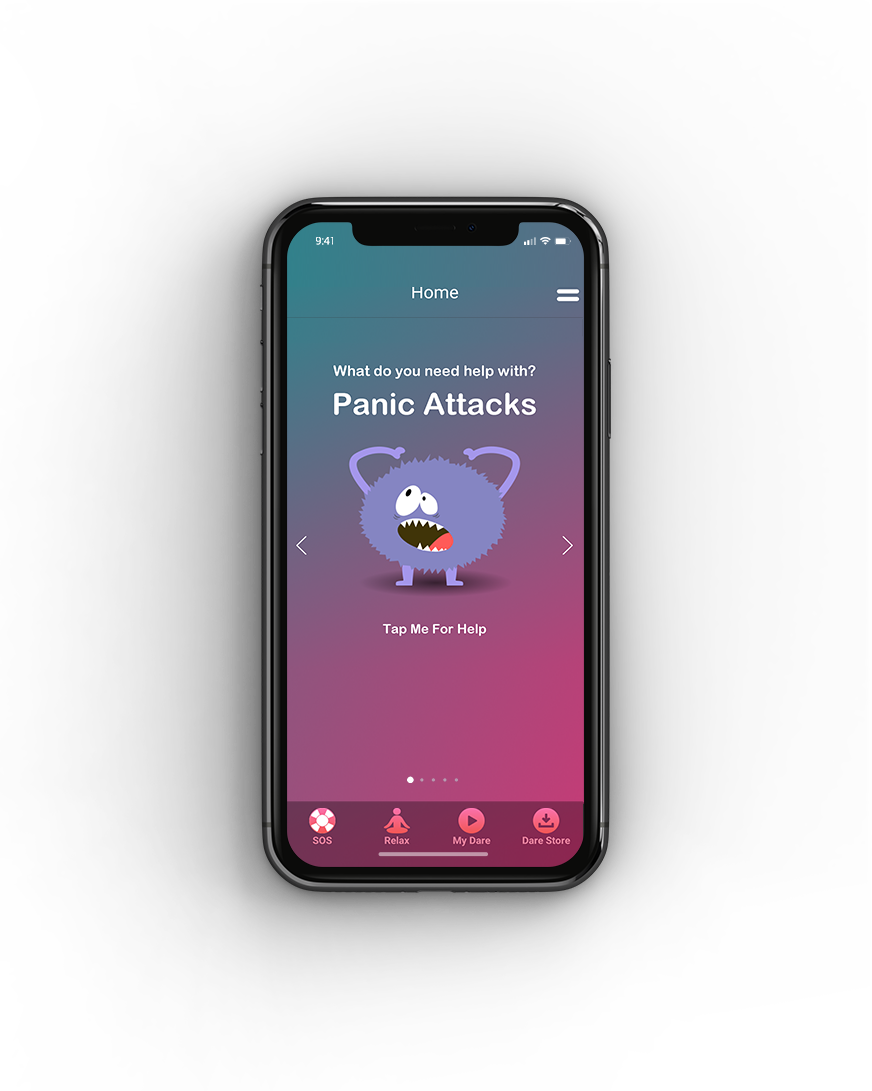 9:41
Home
What do you need help with?
Panic Attacks
Tap Me For Help
SOS Relax My Dare Dare Store